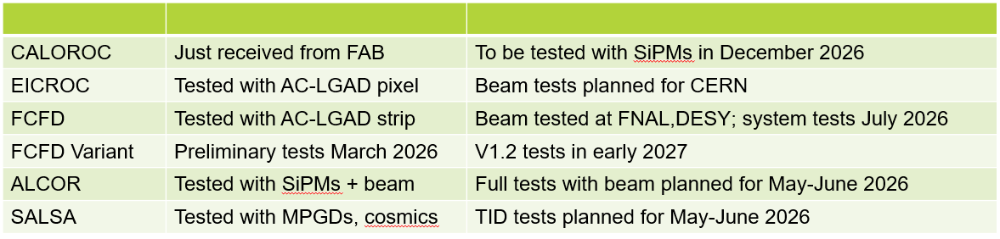 CALOROC Just received from FAB To be tested with SiPMs in December 2026
EICROC Tested with AC-LGAD pixel Beam tests planned for CERN
FCFD Tested with AC-LGAD strip Beam tested at FNAL,DESY; system tests July 2026
FCFD Variant Preliminary tests March 2026 V1.2 tests in early 2027
ALCOR Tested with SiPMs + beam Full tests with beam planned for May-June 2026
SALSA Tested with MPGDs, cosmics TID tests planned for May-June 2026